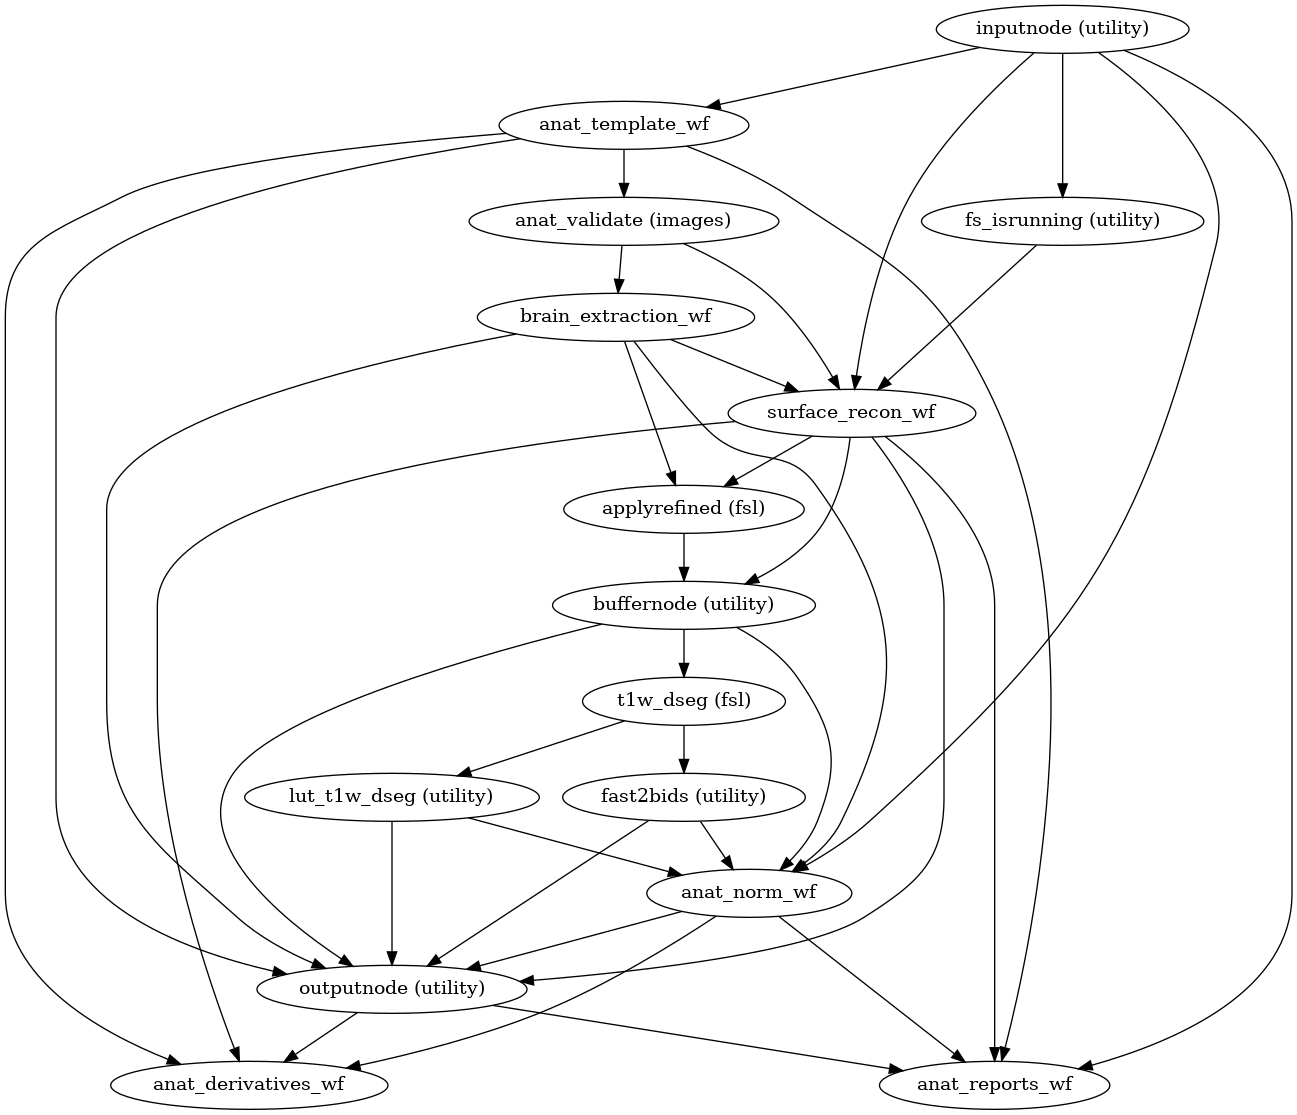 inputnode (utility)
anat_template_wf
anat_validate (images)
fs_isrunning (utility)
brain_extraction_wf
surface_recon_wf
applyrefined (fsl)
buffernode (utility)
t1w_dseg (fsl)
lut_t1w_dseg (utility)
fast2bids (utility)
anat_norm_wf
outputnode (utility)
anat_derivatives_wf
anat_reports_wf